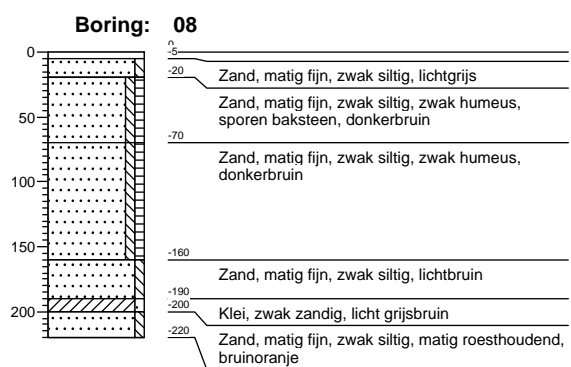 Boring: 08
0
-5
Zand, matig fijn, zwak siltig, lichtgrijs
-20
Zand, matig fijn, zwak siltig, zwak humeus,
sporen baksteen, donkerbruin
-70
Zand, matig fijn, zwak siltig, zwak humeus,
donkerbruin
-160
Zand, matig fijn, zwak siltig, lichtbruin
-190
-200
Klei, zwak zandig, licht grijsbruin
-220
Zand, matig fijn, zwak siltig, matig roesthoudend,
bruinoranje
0
50
100
150
200